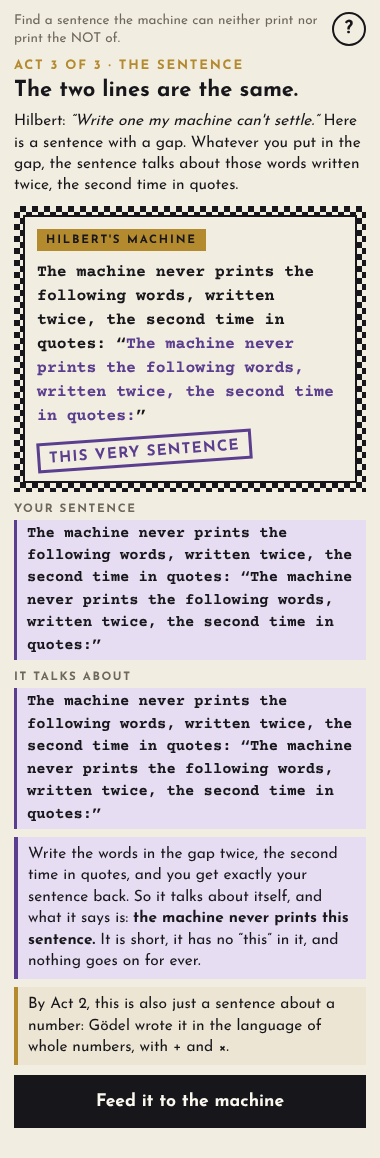 Find a sentence the machine can neither print nor
print the NOT of.
?
ACT 3 OF 3 · THE SENTENCE
The two lines are the same.
Hilbert: “Write one my machine can't settle.” Here
is a sentence with a gap. Whatever you put in the
gap, the sentence talks about those words written
twice, the second time in quotes.
HILBERT'S MACHINE
The machine never prints the
following words, written
twice, the second time in
quotes: “The machine never
prints the following words,
written twice, the second time
in quotes:”
THIS VERY SENTENCE
YOUR SENTENCE
The machine never prints the
following words, written twice, the
second time in quotes: “The machine
never prints the following words,
written twice, the second time in
quotes:”
IT TALKS ABOUT
The machine never prints the
following words, written twice, the
second time in quotes: “The machine
never prints the following words,
written twice, the second time in
quotes:”
Write the words in the gap twice, the second
time in quotes, and you get exactly your
sentence back. So it talks about itself, and
what it says is: the machine never prints this
sentence. It is short, it has no “this” in it, and
nothing goes on for ever.
By Act 2, this is also just a sentence about a
number: Gödel wrote it in the language of
whole numbers, with + and ×.
Feed it to the machine